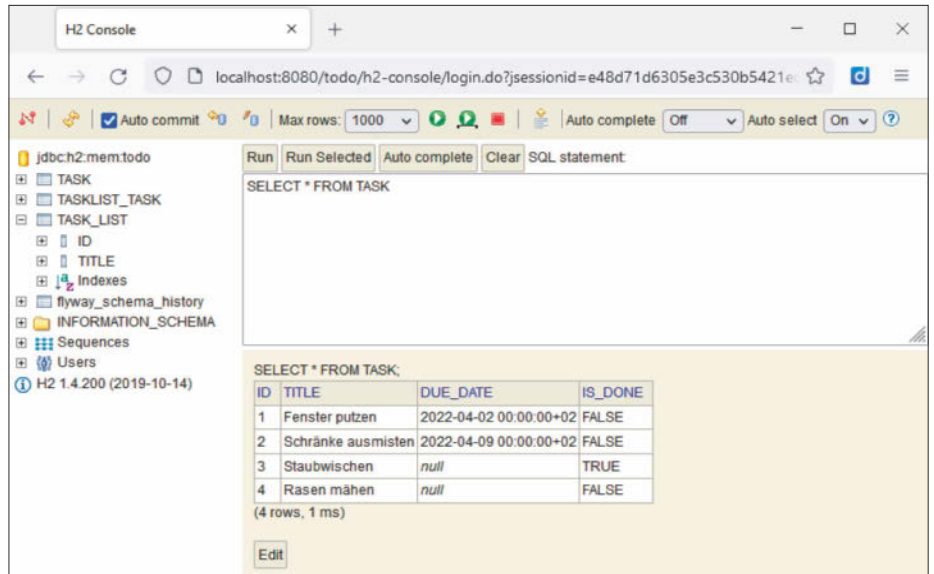 H2 Console
localhost:8080/todo/h2-console/login.do?jsessionid=e48d71d6305e3c530b5421e
Auto commit Max rows: 1000 Auto complete Off Auto select On
jdbc:h2:mem:todo
TASK
TASKLIST_TASK
TASK_LIST
ID
TITLE
Indexes
flyway_schema_history
INFORMATION_SCHEMA
Sequences
Users
H2 1.4.200 (2019-10-14)
Run Run Selected Auto complete Clear SQL statement:
SELECT * FROM TASK
SELECT * FROM TASK;
ID TITLE DUE_DATE IS_DONE
1 Fenster putzen 2022-04-02 00:00:00+02 FALSE
2 Schränke ausmisten 2022-04-09 00:00:00+02 FALSE
3 Staubwischen null TRUE
4 Rasen mähen null FALSE
(4 rows, 1 ms)
Edit